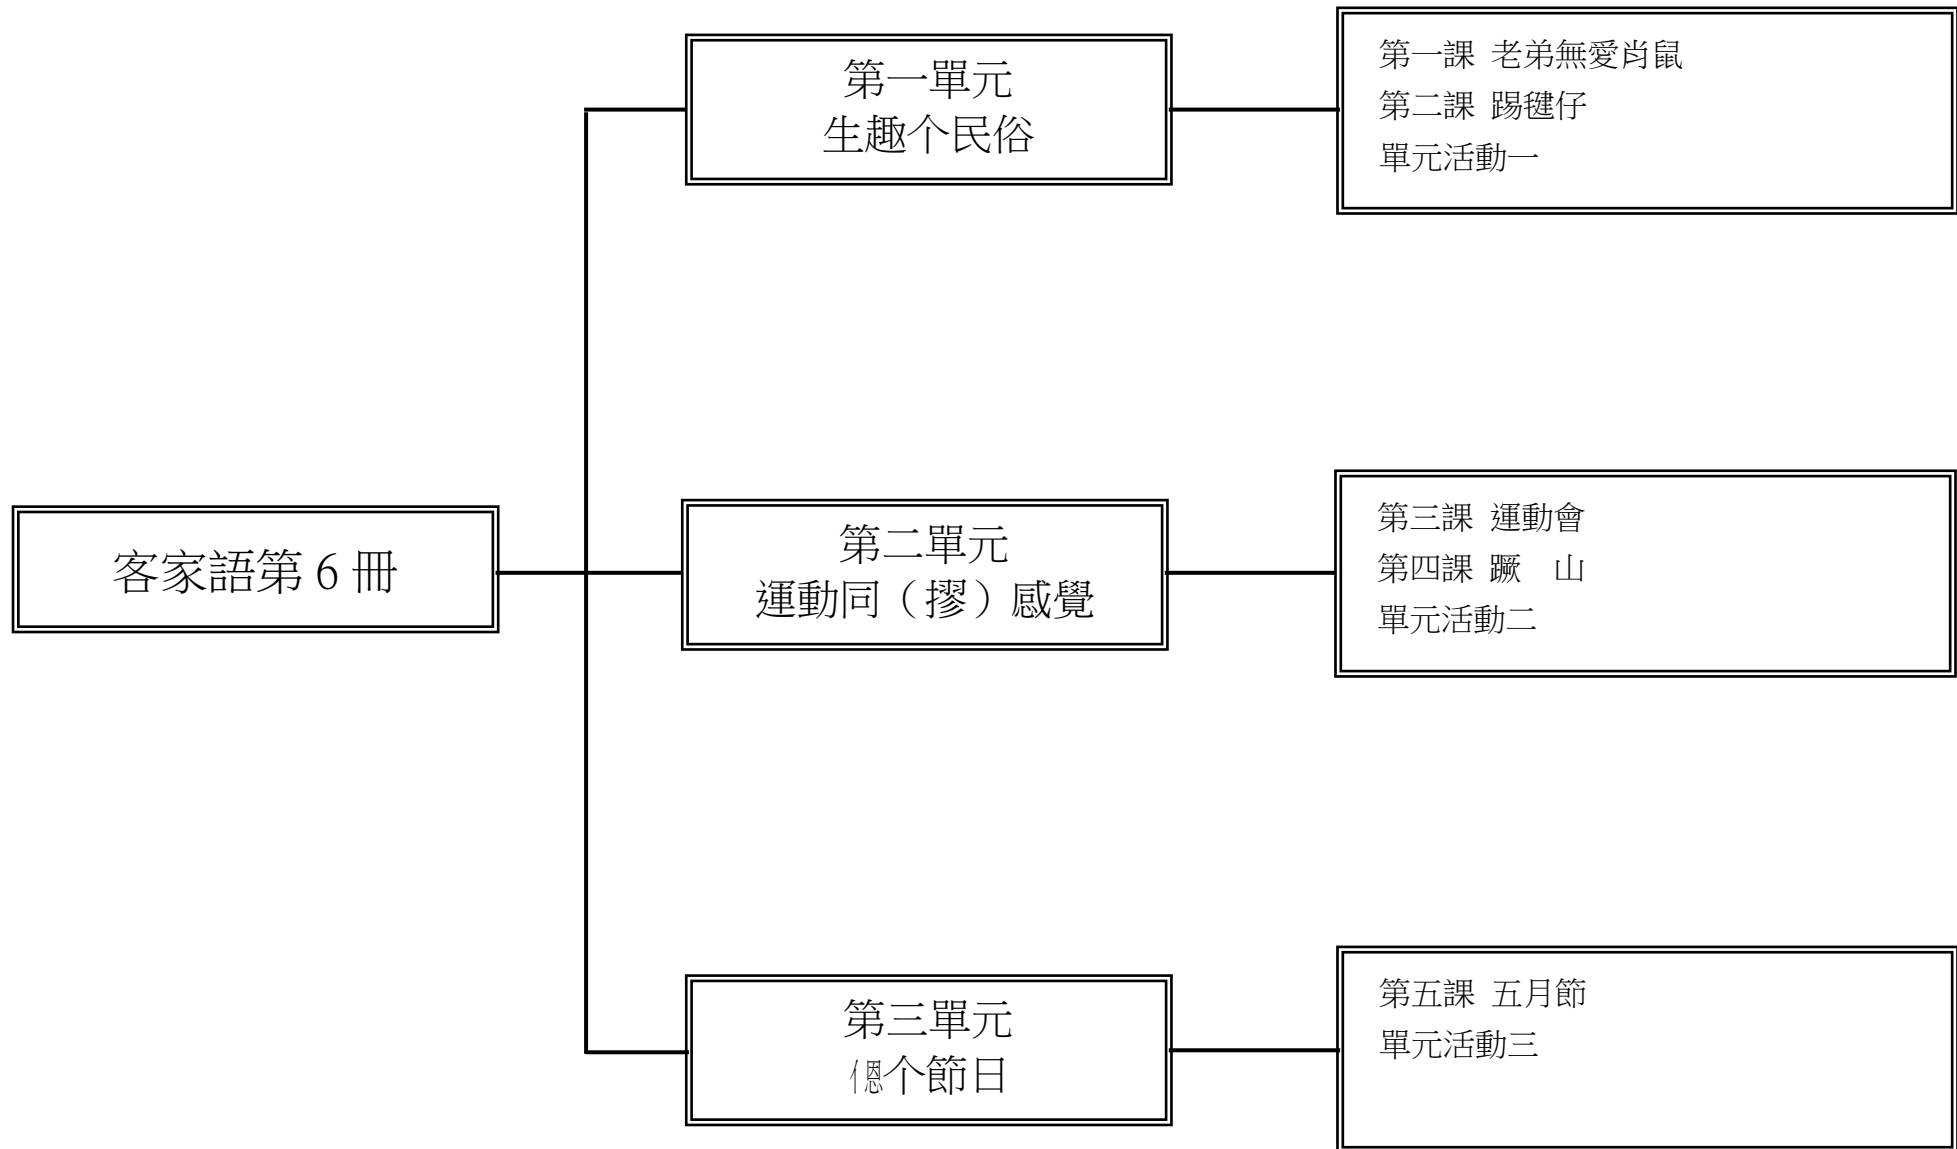 第一單元
生趣个民俗
第一課 老弟無愛肖鼠
第二課 踢毽仔
單元活動一
客家語第 6 冊
第二單元
運動同（摎）感覺
第三課 運動會
第四課 蹶　山
單元活動二
第三單元
亻恩个節日
第五課 五月節
單元活動三